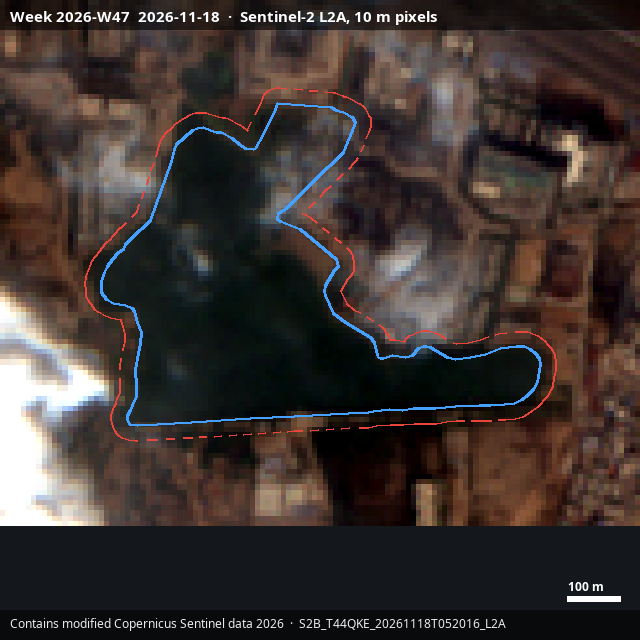 Week 2026-W47 2026-11-18 · Sentinel-2 L2A, 10 m pixels
100 m
Contains modified Copernicus Sentinel data 2026 · S2B_T44QKE_20261118T052016_L2A